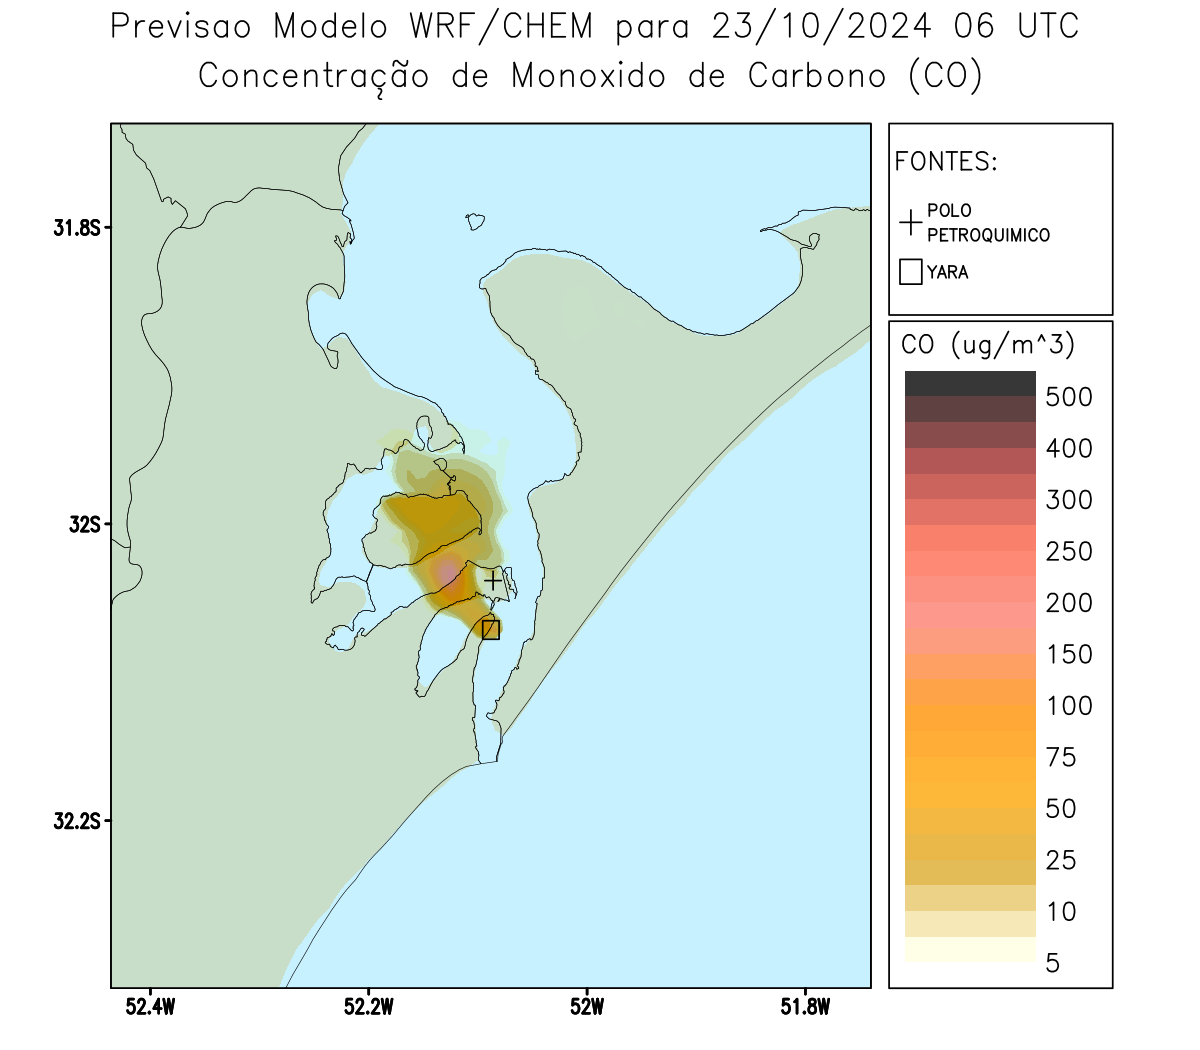 Previsao Modelo WRF/CHEM para 23/10/2024 06 UTC
Concentração de Monoxido de Carbono (CO)
FONTES:
POLO
PETROQUIMICO
YARA
CO (ug/m^3)
500
400
300
250
200
150
100
75
50
25
10
5
31.8S
32S
32.2S
52.4W
52.2W
52W
51.8W